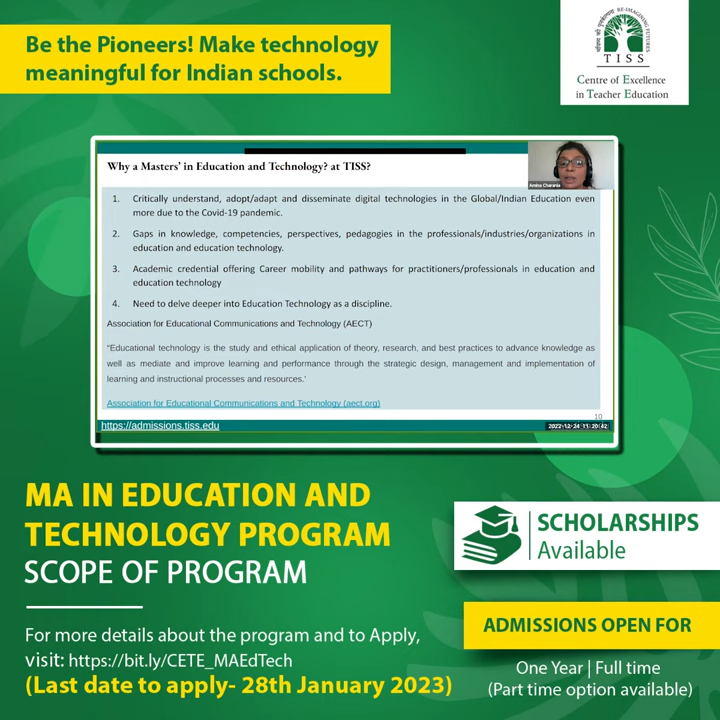 Be the Pioneers! Make technology
meaningful for Indian schools.
RE-IMAGINING FUTURES
TISS
Centre of Excellence
in Teacher Education
Why a Masters' in Education and Technology? at TISS?
Amina Charania
1. Critically understand, adopt/adapt and disseminate digital technologies in the Global/Indian Education even
more due to the Covid-19 pandemic.
2. Gaps in knowledge, competencies, perspectives, pedagogies in the professionals/industries/organizations in
education and education technology.
3. Academic credential offering Career mobility and pathways for practitioners/professionals in education and
education technology
4. Need to delve deeper into Education Technology as a discipline.
Association for Educational Communications and Technology (AECT)
“Educational technology is the study and ethical application of theory, research, and best practices to advance knowledge as
well as mediate and improve learning and performance through the strategic design, management and implementation of
learning and instructional processes and resources.'
Association for Educational Communications and Technology (aect.org)
10
https://admissions.tiss.edu
MA IN EDUCATION AND
TECHNOLOGY PROGRAM
SCOPE OF PROGRAM
SCHOLARSHIPS
Available
For more details about the program and to Apply,
visit: https://bit.ly/CETE_MAEdTech
(Last date to apply- 28th January 2023)
ADMISSIONS OPEN FOR
One Year | Full time
(Part time option available)